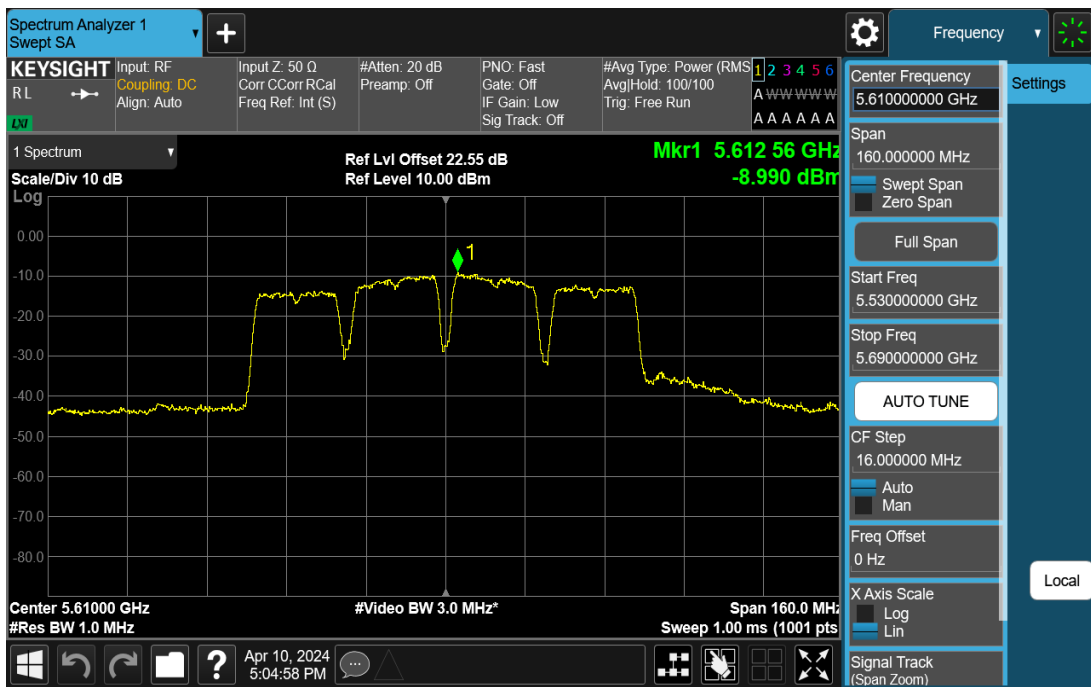 Spectrum Analyzer 1
Swept SA
+
Frequency
KEYSIGHT
RL
LXI
Input: RF
Coupling: DC
Align: Auto
Input Z: 50 Ω
Corr CCorr RCal
Freq Ref: Int (S)
#Atten: 20 dB
Preamp: Off
PNO: Fast
Gate: Off
IF Gain: Low
Sig Track: Off
#Avg Type: Power (RMS
Avg|Hold: 100/100
Trig: Free Run
1 2 3 4 5 6
A W W W W W
A A A A A A
Center Frequency
5.610000000 GHz
Settings
1 Spectrum
Scale/Div 10 dB
Log
Ref Lvl Offset 22.55 dB
Ref Level 10.00 dBm
Mkr1 5.612 56 GHz
-8.990 dBm
0.00
-10.0
-20.0
-30.0
-40.0
-50.0
-60.0
-70.0
-80.0
1
Span
160.000000 MHz
Swept Span
Zero Span
Full Span
Start Freq
5.530000000 GHz
Stop Freq
5.690000000 GHz
AUTO TUNE
CF Step
16.000000 MHz
Auto
Man
Freq Offset
0 Hz
X Axis Scale
Log
Lin
Signal Track
(Span Zoom)
Local
Center 5.61000 GHz
#Res BW 1.0 MHz
#Video BW 3.0 MHz*
Span 160.0 MHz
Sweep 1.00 ms (1001 pts
?
Apr 10, 2024
5:04:58 PM